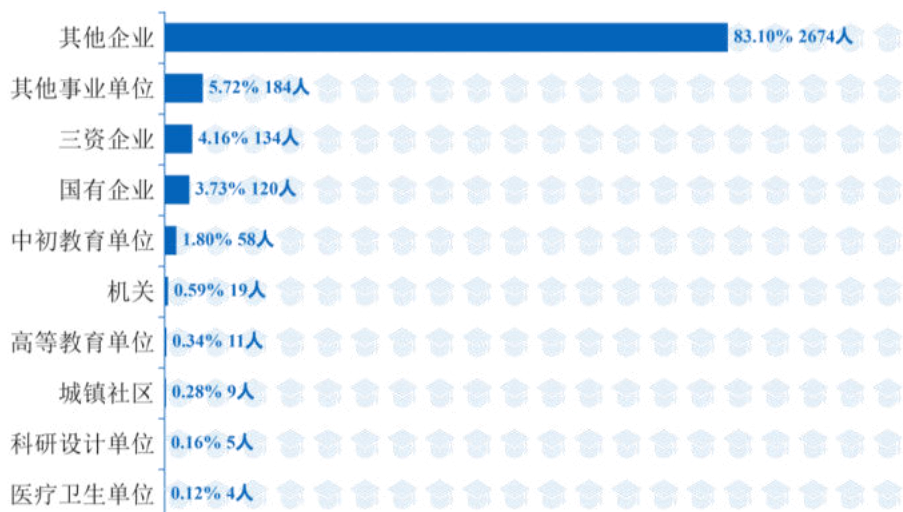 其他企业 83.10% 2674人
其他事业单位 5.72% 184人
三资企业 4.16% 134人
国有企业 3.73% 120人
中初教育单位 1.80% 58人
机关 0.59% 19人
高等教育单位 0.34% 11人
城镇社区 0.28% 9人
科研设计单位 0.16% 5人
医疗卫生单位 0.12% 4人